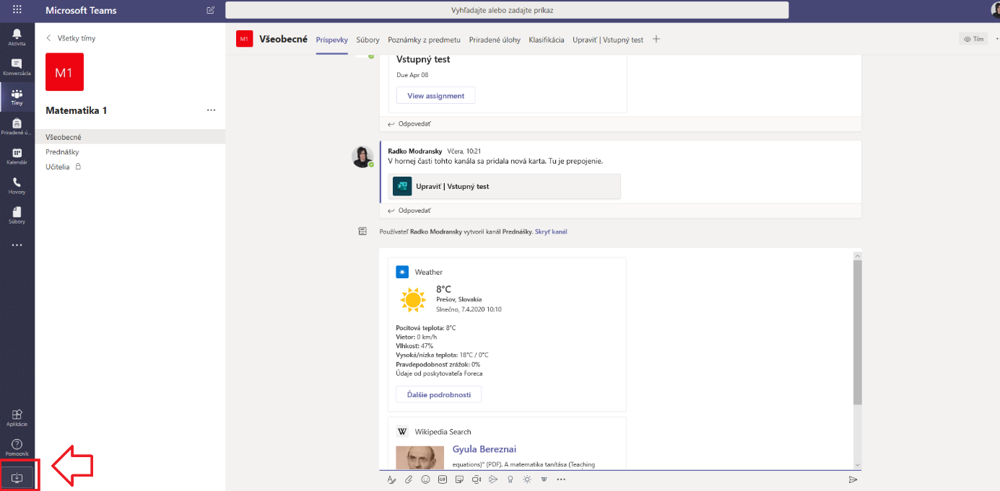 Microsoft Teams
Vyhľadajte alebo zadajte príkaz
Aktivita
Konverzácia
Tímy
Priradené ú...
Kalendár
Hovory
Súbory
Aplikácie
Pomocník
Všetky tímy
M1
Matematika 1
Všeobecné
Prednášky
Učitelia
M1
Všeobecné
Príspevky
Súbory
Poznámky z predmetu
Priradené úlohy
Klasifikácia
Upraviť | Vstupný test
Tím
Vstupný test
Due Apr 08
View assignment
Odpovedať
Radko Modransky Včera, 10:21
V hornej časti tohto kanála sa pridala nová karta. Tu je prepojenie.
Upraviť | Vstupný test
Odpovedať
Používateľ Radko Modransky vytvoril kanál Prednášky. Skryť kanál
Weather
8°C
Prešov, Slovakia
Slnečno, 7.4.2020 10:10
Pocitová teplota: 8°C
Vietor: 0 km/h
Vlhkosť: 47%
Vysoká/nízka teplota: 18°C / 0°C
Pravdepodobnosť zrážok: 0%
Údaje od poskytovateľa Foreca
Ďalšie podrobnosti
W
Wikipedia Search
Gyula Bereznai
equations)" (PDF). A matematika tanítása (Teaching
GIF
W